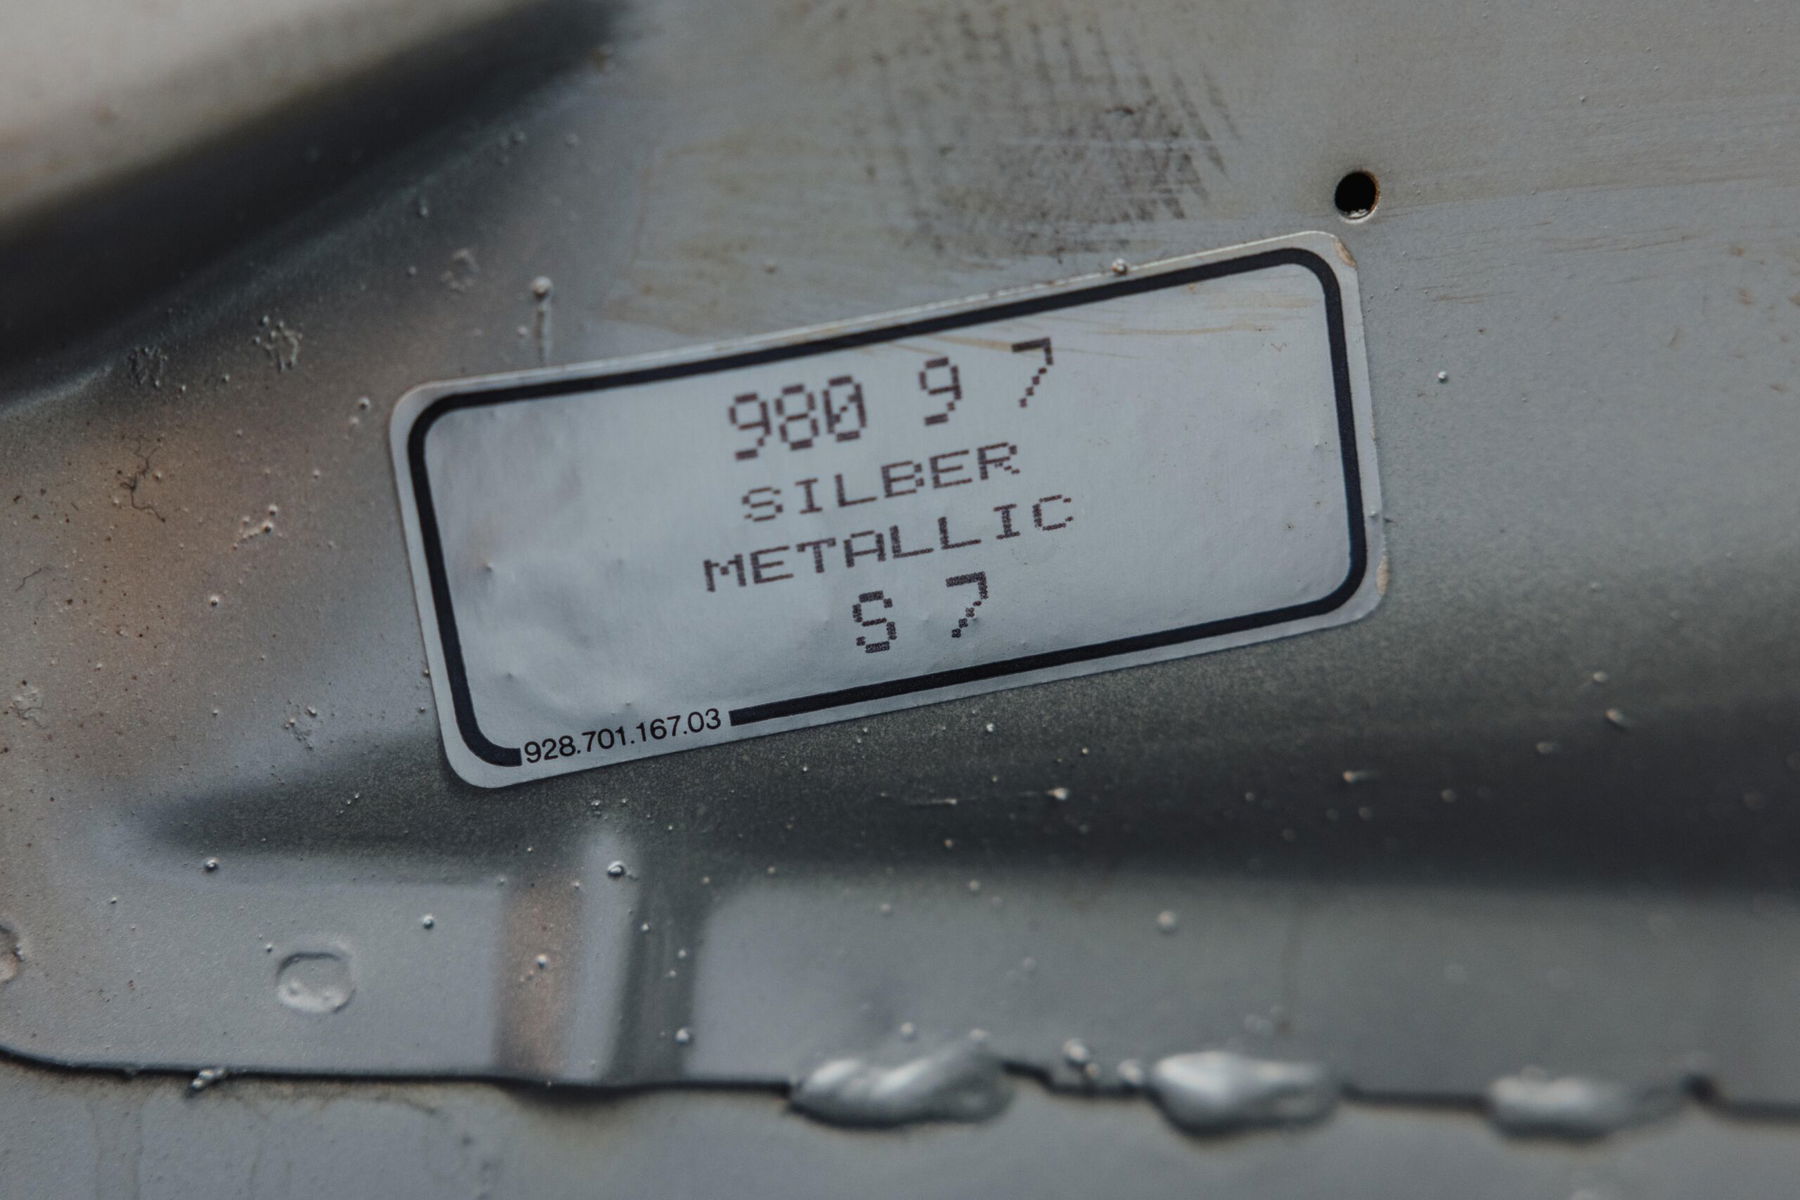 980 9 7
SILBER
METALLIC
S 7
928.701.167.03